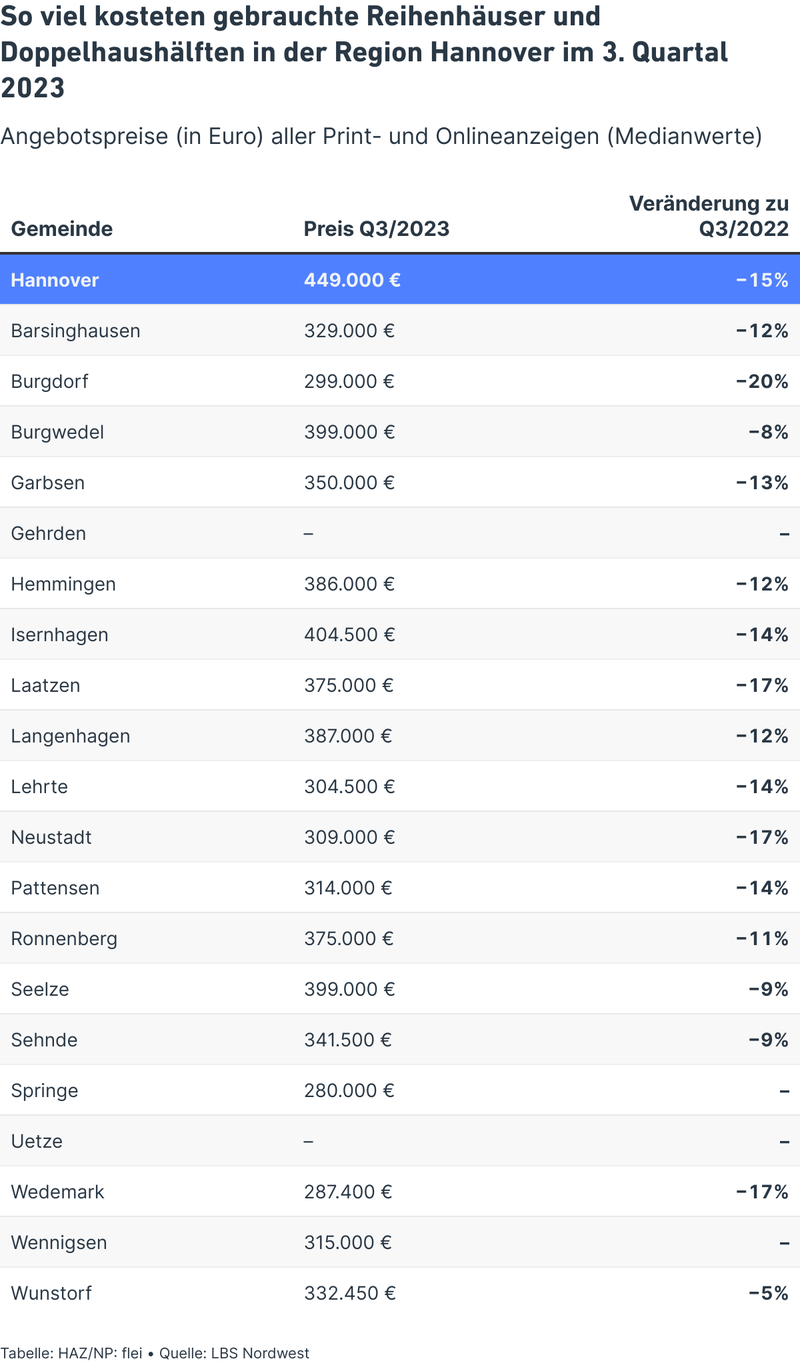 So viel kosteten gebrauchte Reihenhäuser und
Doppelhaushälften in der Region Hannover im 3. Quartal
2023
Angebotspreise (in Euro) aller Print- und Onlineanzeigen (Medianwerte)
Gemeinde Preis Q3/2023 Veränderung zu
Q3/2022
Hannover 449.000 € −15%
Barsinghausen 329.000 € −12%
Burgdorf 299.000 € −20%
Burgwedel 399.000 € −8%
Garbsen 350.000 € −13%
Gehrden – –
Hemmingen 386.000 € −12%
Isernhagen 404.500 € −14%
Laatzen 375.000 € −17%
Langenhagen 387.000 € −12%
Lehrte 304.500 € −14%
Neustadt 309.000 € −17%
Pattensen 314.000 € −14%
Ronnenberg 375.000 € −11%
Seelze 399.000 € −9%
Sehnde 341.500 € −9%
Springe 280.000 € –
Uetze – –
Wedemark 287.400 € −17%
Wennigsen 315.000 € –
Wunstorf 332.450 € −5%
Tabelle: HAZ/NP: flei • Quelle: LBS Nordwest